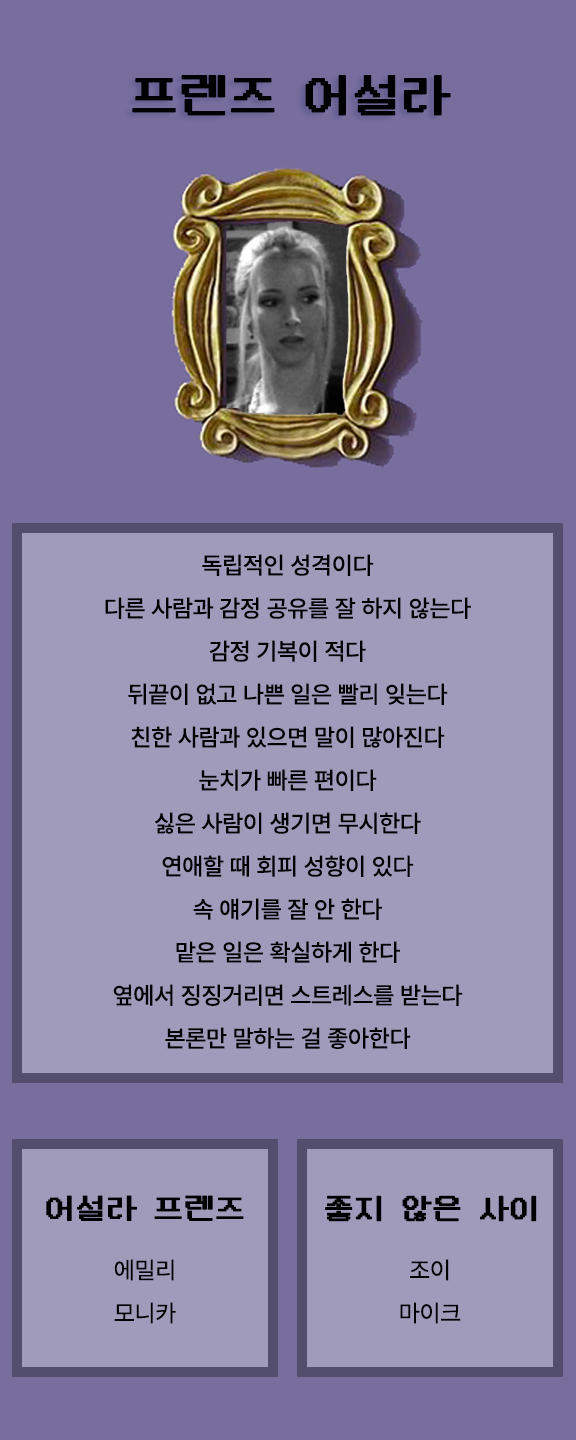 프렌즈 어설라
독립적인 성격이다
다른 사람과 감정 공유를 잘 하지 않는다
감정 기복이 적다
뒤끝이 없고 나쁜 일은 빨리 잊는다
친한 사람과 있으면 말이 많아진다
눈치가 빠른 편이다
싫은 사람이 생기면 무시한다
연애할 때 회피 성향이 있다
속 얘기를 잘 안 한다
맡은 일은 확실하게 한다
옆에서 징징거리면 스트레스를 받는다
본론만 말하는 걸 좋아한다
어설라 프렌즈
에밀리
모니카
좋지 않은 사이
조이
마이크